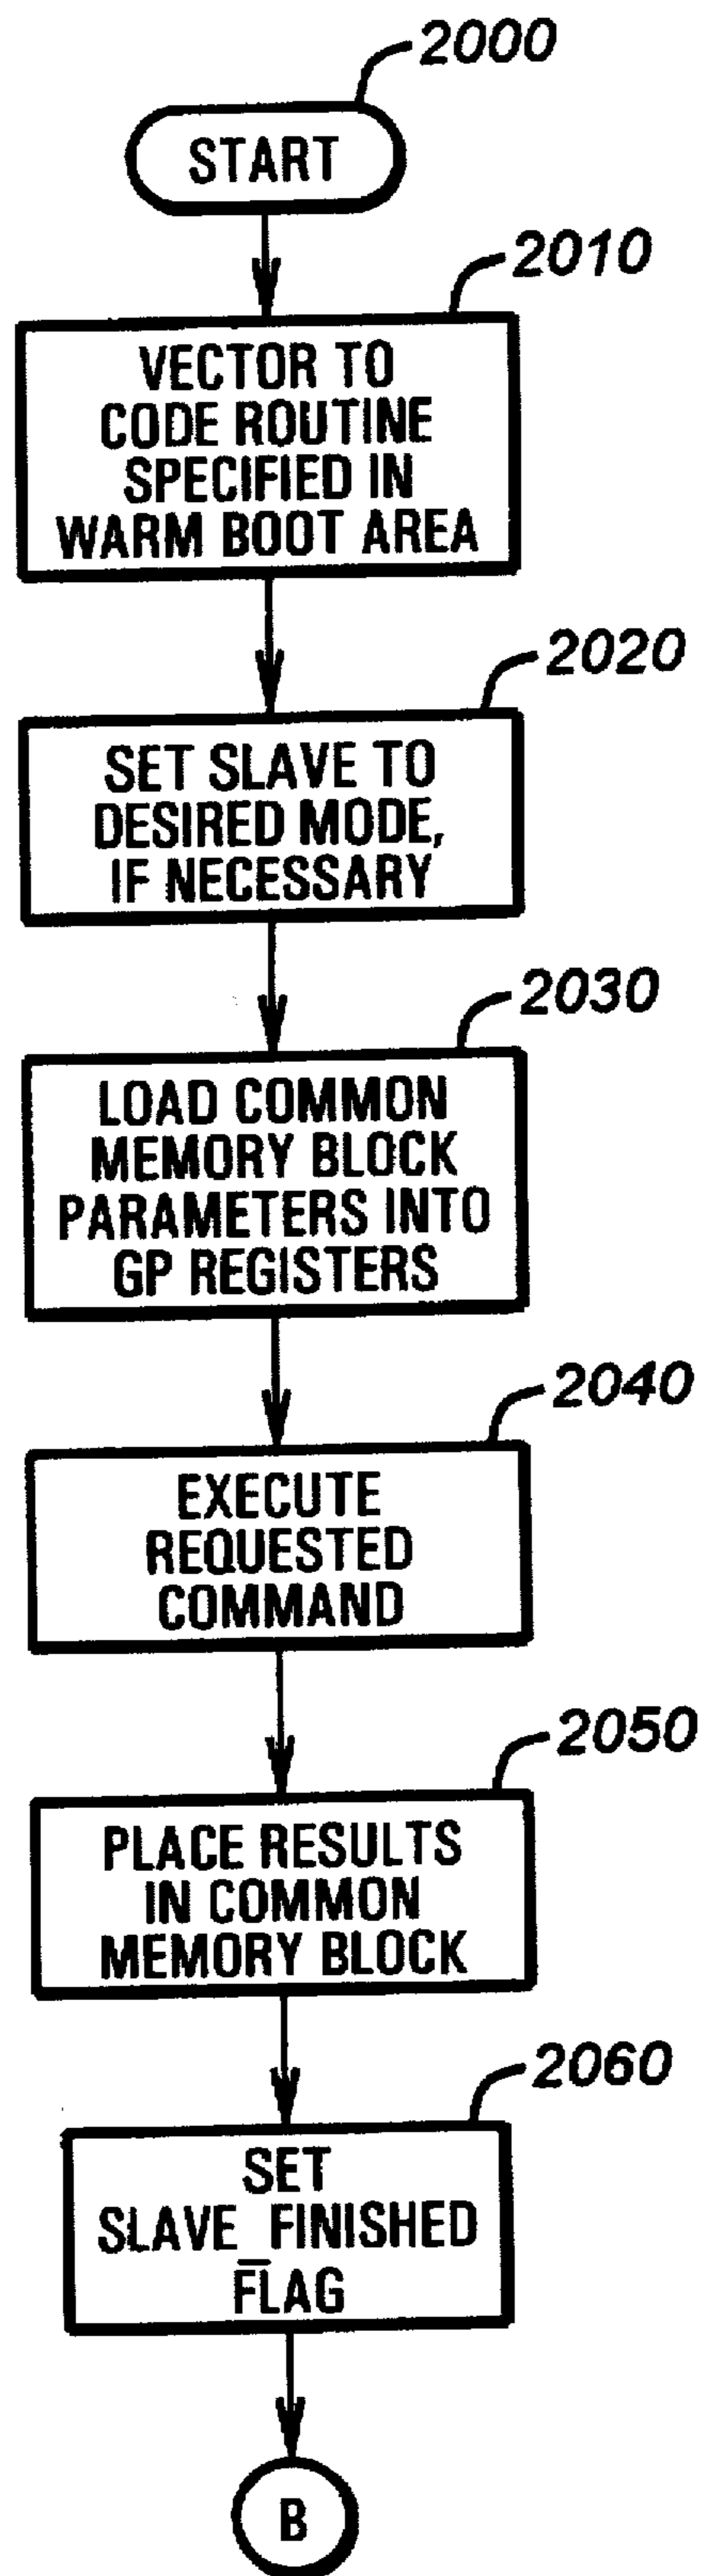 2000
START
2010
VECTOR TO
CODE ROUTINE
SPECIFIED IN
WARM BOOT AREA
2020
SET SLAVE TO
DESIRED MODE,
IF NECESSARY
2030
LOAD COMMON
MEMORY BLOCK
PARAMETERS INTO
GP REGISTERS
2040
EXECUTE
REQUESTED
COMMAND
2050
PLACE RESULTS
IN COMMON
MEMORY BLOCK
2060
SET
SLAVE_FINISHED
FLAG
B